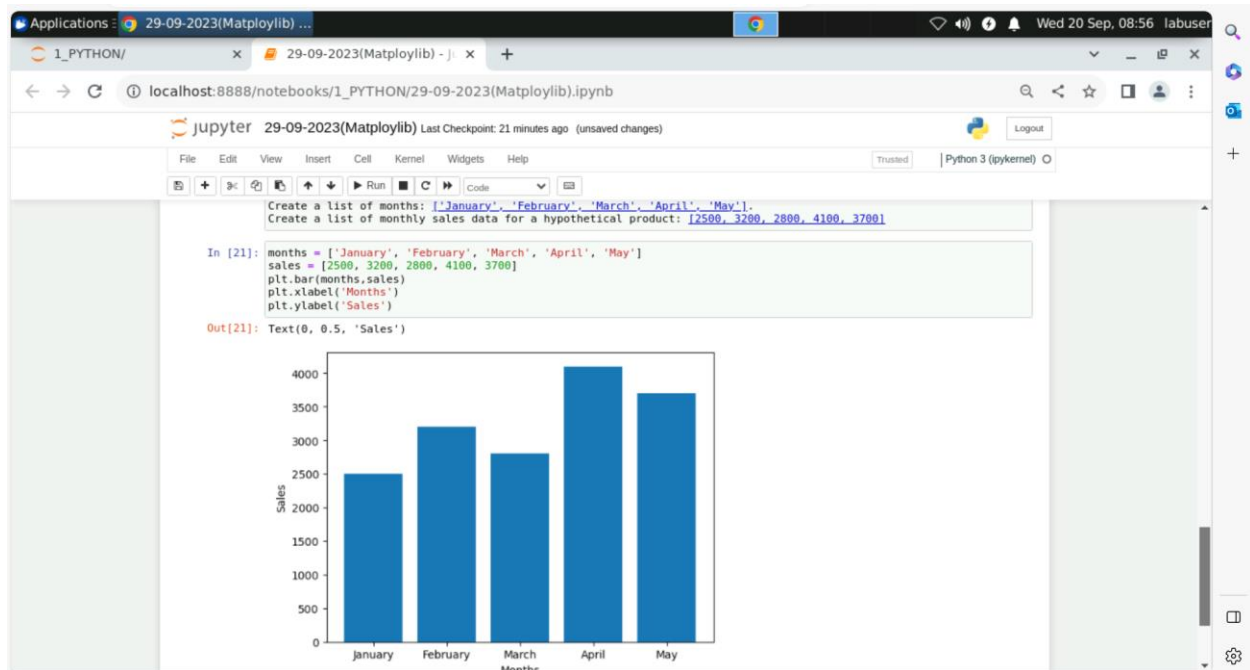 Applications
29-09-2023(Matploylib) ...
Wed 20 Sep, 08:56 labuser
1_PYTHON/
29-09-2023(Matploylib) - Ju
localhost:8888/notebooks/1_PYTHON/29-09-2023(Matploylib).ipynb
jupyter 29-09-2023(Matploylib) Last Checkpoint: 21 minutes ago (unsaved changes)
Logout
File Edit View Insert Cell Kernel Widgets Help
Trusted
Python 3 (ipykernel)
Run
Code
Create a list of months: ['January', 'February', 'March', 'April', 'May'].
Create a list of monthly sales data for a hypothetical product: [2500, 3200, 2800, 4100, 3700]
In [21]: months = ['January', 'February', 'March', 'April', 'May']
sales = [2500, 3200, 2800, 4100, 3700]
plt.bar(months,sales)
plt.xlabel('Months')
plt.ylabel('Sales')
Out[21]: Text(0, 0.5, 'Sales')
4000
3500
3000
2500
2000
1500
1000
500
0
Sales
January February March April May
Months